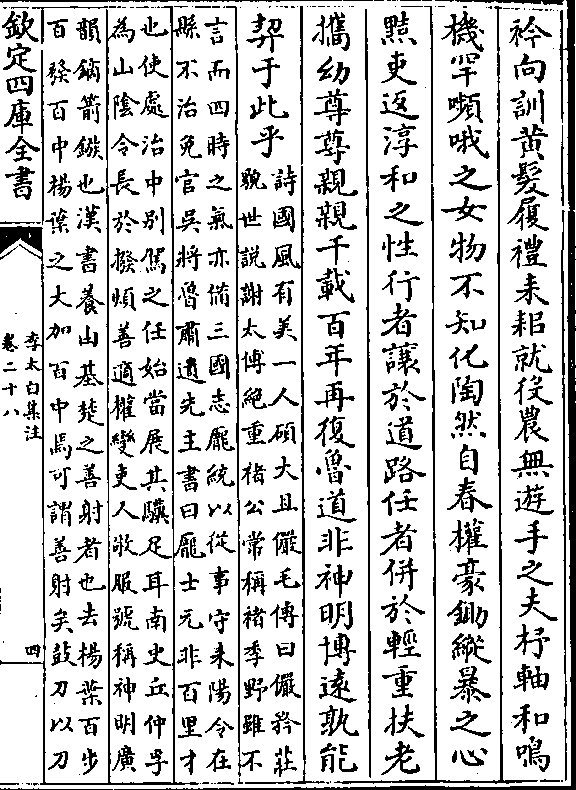 衿向訓黄髮履禮耒耜就役農無遊手之夫杼軸和鳴
機罕嚬哦之女物不知化陶然自春權豪鋤縱暴之心
黠吏返淳和之性行者讓於道路任者併於輕重扶老
攜幼尊尊親親千載百年再復魯道非神明博遠孰能
契于此乎
詩國風有美一人碩大且儼毛傳曰儼矜莊
貌世説謝太傅絶重褚公常稱褚季野雖不
言而四時之氣亦備三國志龎統以從事守耒陽令在
縣不治免官吳將魯肅遺先主書曰龎士元非百里才
也使處治中别駕之任始當展其驥足耳南史丘仲孚
為山陰令長於撥煩善適權變吏人敬服號稱神明廣
韻鏑箭鏃也漢書養山基楚之善射者也去楊葉百步
百發百中楊葉之大加百中焉可謂善射矣鼓刀以刀
欽定四庫全書
李太白集注
卷二十八
四